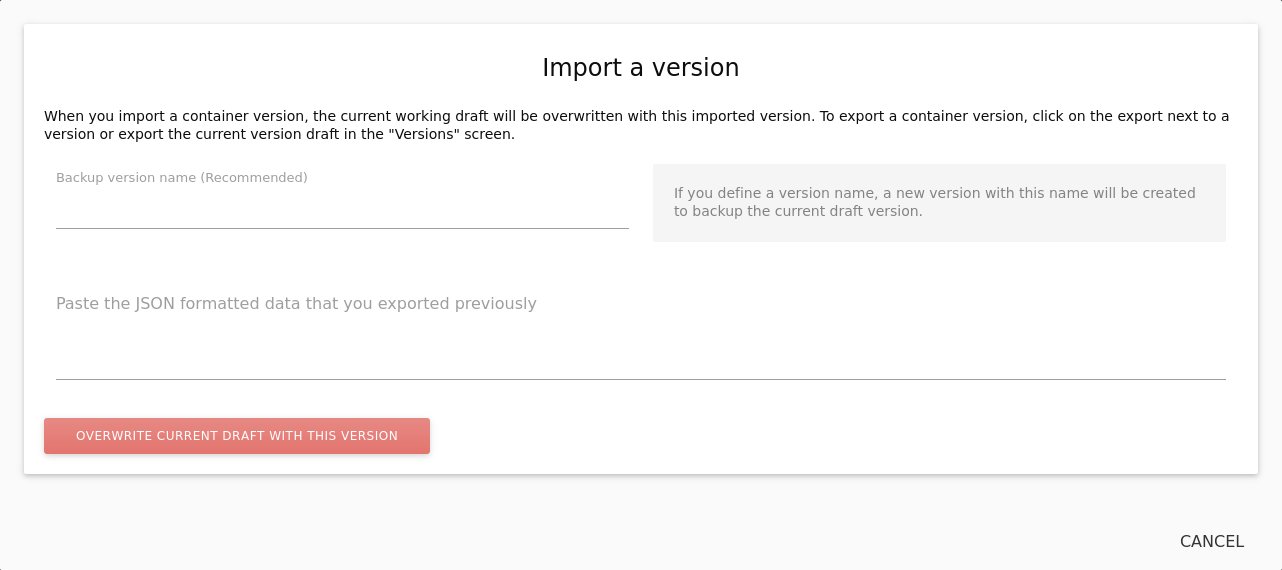 Import a version
When you import a container version, the current working draft will be overwritten with this imported version. To export a container version, click on the export next to a
version or export the current version draft in the "Versions" screen.
Backup version name (Recommended)
If you define a version name, a new version with this name will be created
to backup the current draft version.
Paste the JSON formatted data that you exported previously
OVERWRITE CURRENT DRAFT WITH THIS VERSION
CANCEL